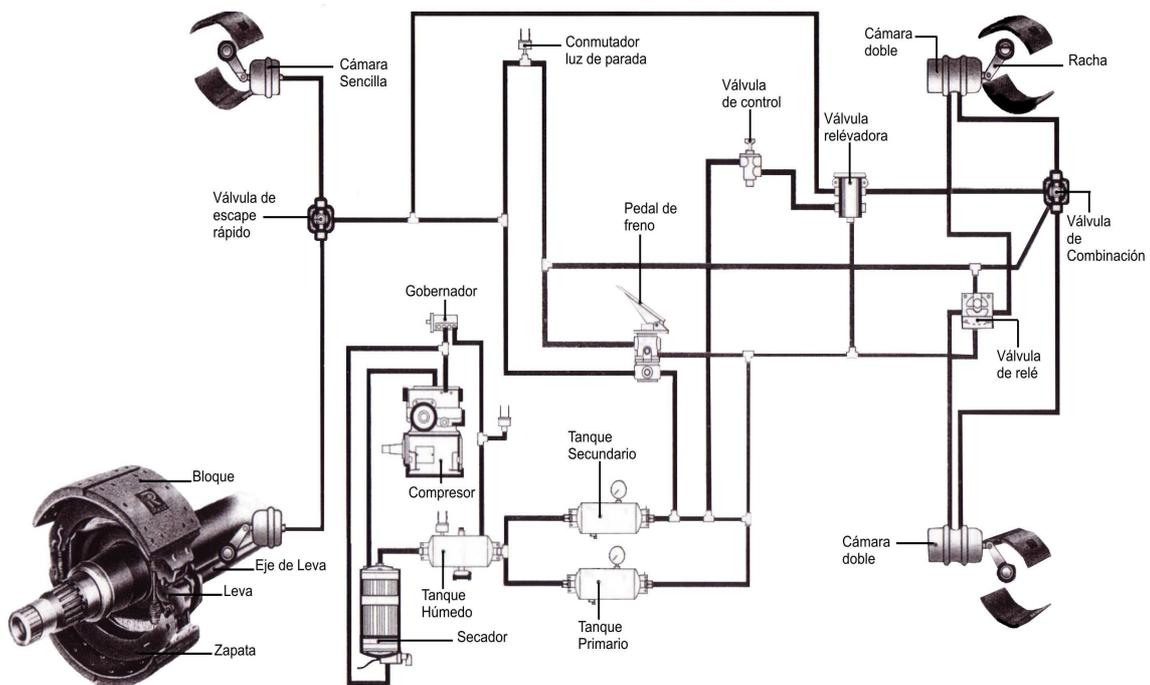 Conmutador
luz de parada
Cámara
doble
Racha
Cámara
Sencilla
Válvula
de control
Válvula
relévadora
Válvula de
escape
rápido
Pedal de
freno
Válvula
de
Combinación
Gobernador
Válvula
de relé
Tanque
Secundario
Bloque
Compresor
Cámara
doble
Eje de Leva
Leva
Tanque
Húmedo
Tanque
Primario
Secador
Zapata